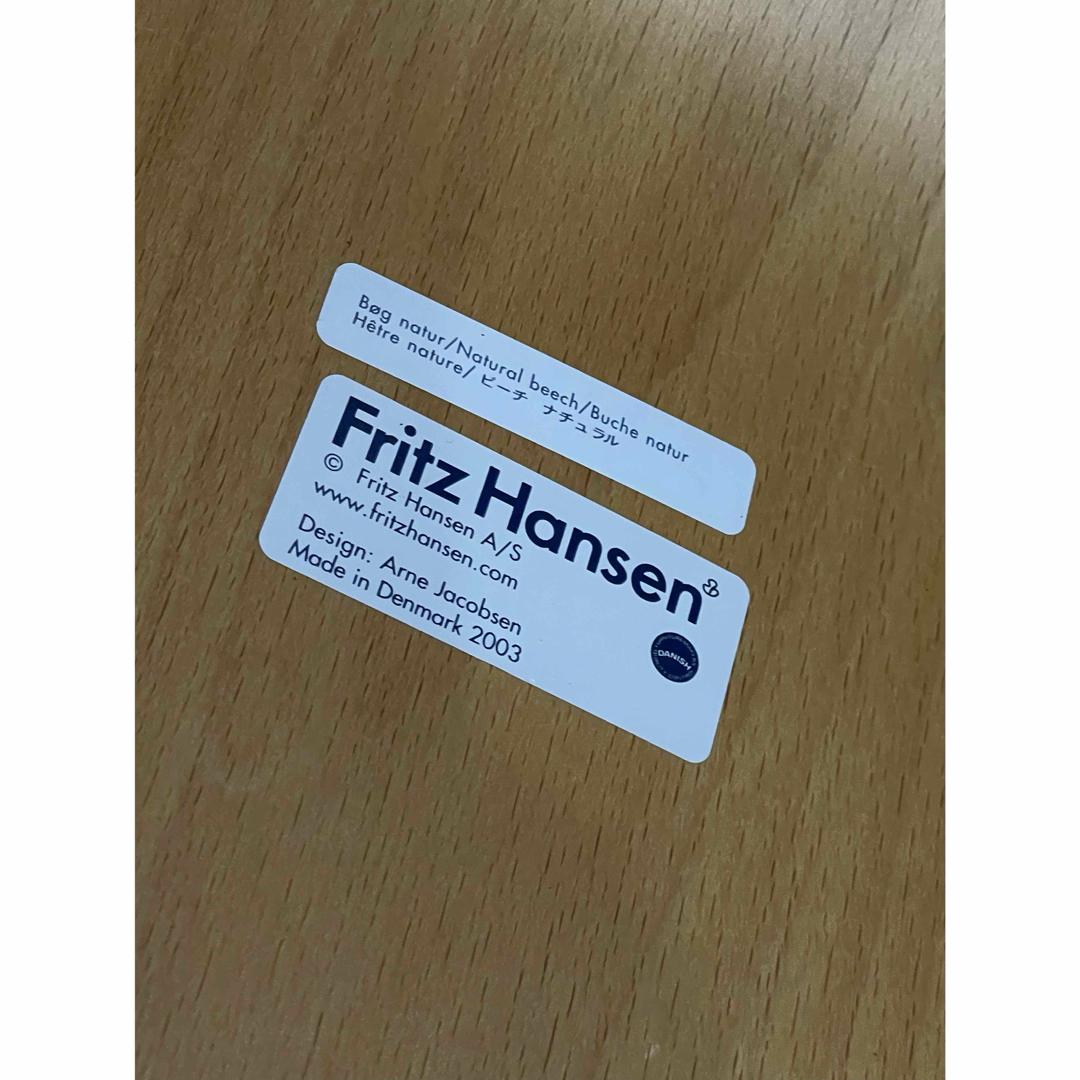 Bøg natur/Natural beech/Buche natur
Hêtre nature/ ビーチ ナチュラル
Fritz Hansen
© Fritz Hansen A/S
www.fritzhansen.com
Design: Arne Jacobsen
Made in Denmark 2003
DANISH